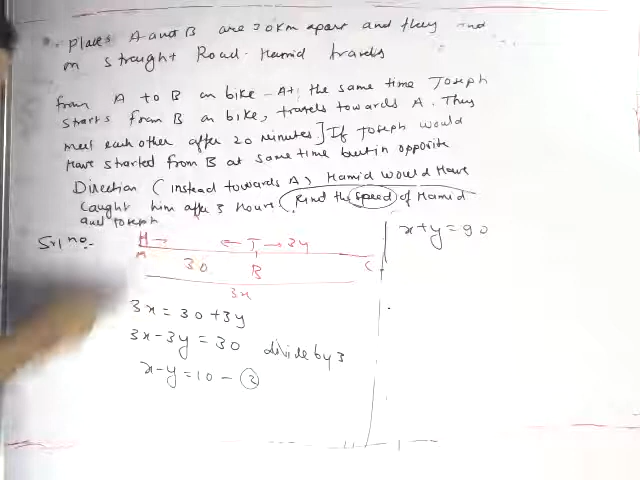 Places A and B are 30 km apart and they
on straight Road. Hamid travels
from A to B on bike - At the same time Joseph
starts from B on bike, travels towards A. They
meet each other after 20 minutes.] If Joseph would
Have started from B at same time but in opposite
Direction (instead towards A) Hamid would Have
Caught him after 3 Hours. Find the speed of Hamid
and Joseph
Sol no:-
H → ← J → 3y
A 30 B C
3x
3x = 30 + 3y
3x - 3y = 30 divide by 3
x - y = 10 - ②
x + y = 90